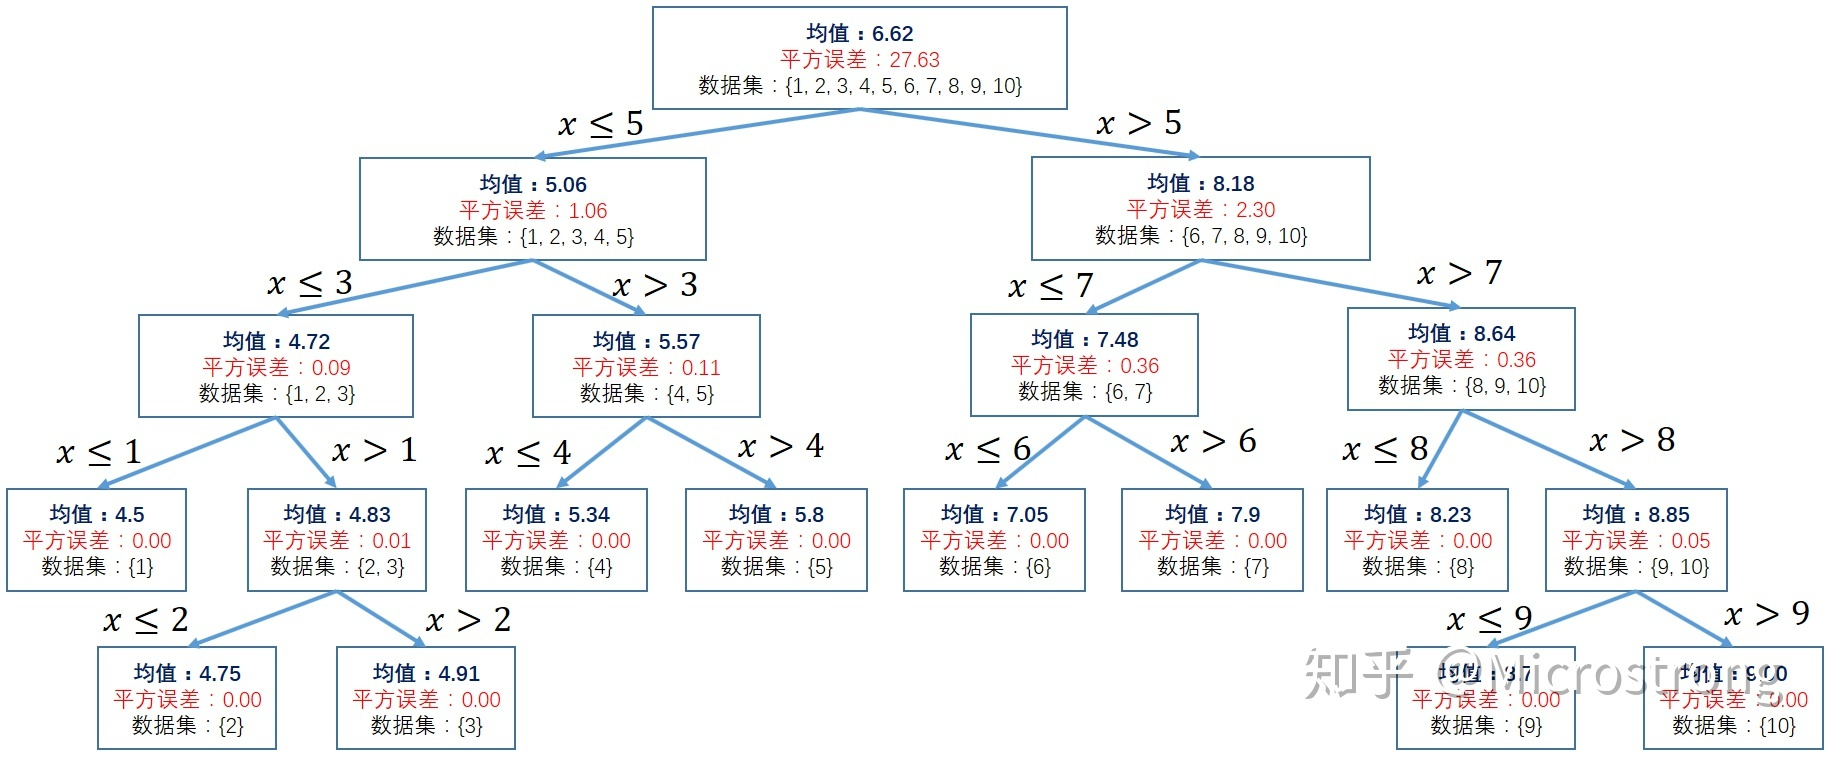 均值：6.62
平方误差：27.63
数据集：{1, 2, 3, 4, 5, 6, 7, 8, 9, 10}
x ≤ 5
x > 5
均值：5.06
平方误差：1.06
数据集：{1, 2, 3, 4, 5}
均值：8.18
平方误差：2.30
数据集：{6, 7, 8, 9, 10}
x ≤ 3
x > 3
x ≤ 7
x > 7
均值：4.72
平方误差：0.09
数据集：{1, 2, 3}
均值：5.57
平方误差：0.11
数据集：{4, 5}
均值：7.48
平方误差：0.36
数据集：{6, 7}
均值：8.64
平方误差：0.36
数据集：{8, 9, 10}
x ≤ 1
x > 1
x ≤ 4
x > 4
x ≤ 6
x > 6
x ≤ 8
x > 8
均值：4.5
平方误差：0.00
数据集：{1}
均值：4.83
平方误差：0.01
数据集：{2, 3}
均值：5.34
平方误差：0.00
数据集：{4}
均值：5.8
平方误差：0.00
数据集：{5}
均值：7.05
平方误差：0.00
数据集：{6}
均值：7.9
平方误差：0.00
数据集：{7}
均值：8.23
平方误差：0.00
数据集：{8}
均值：8.85
平方误差：0.05
数据集：{9, 10}
x ≤ 2
x > 2
x ≤ 9
x > 9
均值：4.75
平方误差：0.00
数据集：{2}
均值：4.91
平方误差：0.00
数据集：{3}
均值：8.7
平方误差：0.00
数据集：{9}
均值：9.00
平方误差：0.00
数据集：{10}
知乎 @Microstrong